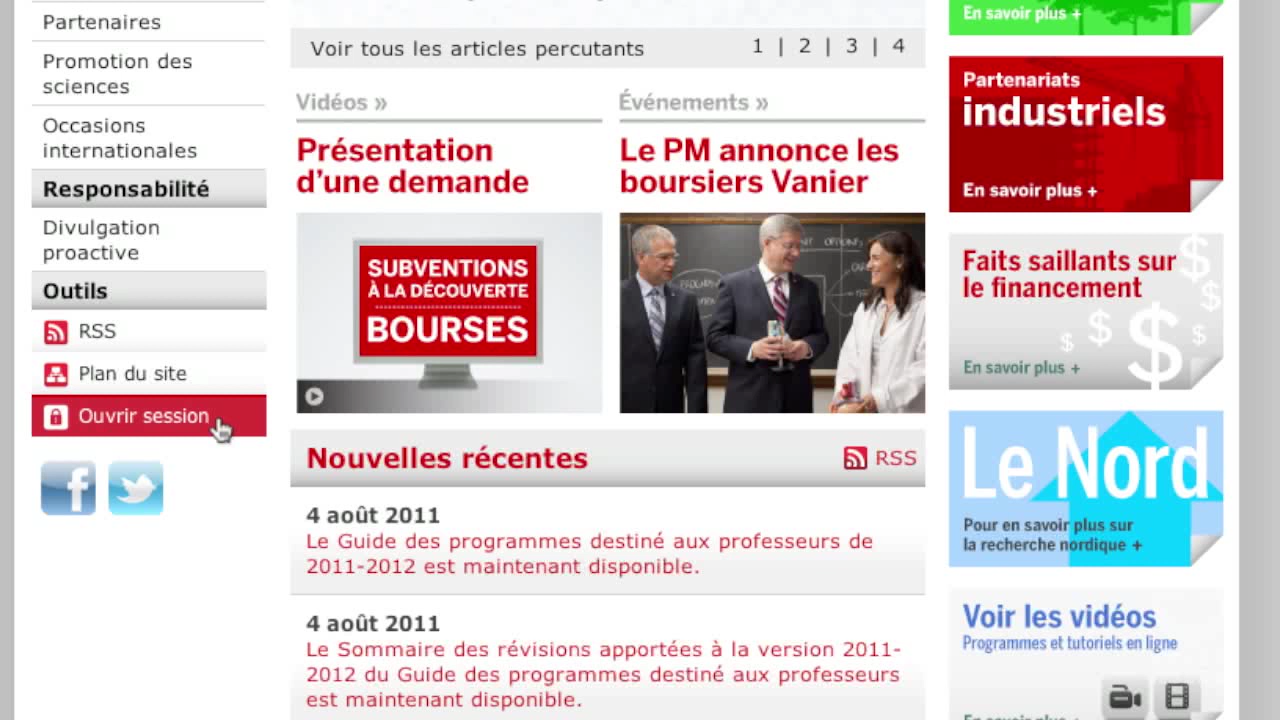 Partenaires
Promotion des
sciences
Occasions
internationales
Responsabilité
Divulgation
proactive
Outils
RSS
Plan du site
Ouvrir session
Voir tous les articles percutants
1 | 2 | 3 | 4
Vidéos »
Présentation
d'une demande
SUBVENTIONS
À LA DÉCOUVERTE
BOURSES
Événements »
Le PM annonce les
boursiers Vanier
Nouvelles récentes
RSS
4 août 2011
Le Guide des programmes destiné aux professeurs de
2011-2012 est maintenant disponible.
4 août 2011
Le Sommaire des révisions apportées à la version 2011-
2012 du Guide des programmes destiné aux professeurs
est maintenant disponible.
En savoir plus +
Partenariats
industriels
En savoir plus +
Faits saillants sur
le financement
En savoir plus +
Le Nord
Pour en savoir plus sur
la recherche nordique +
Voir les vidéos
Programmes et tutoriels en ligne